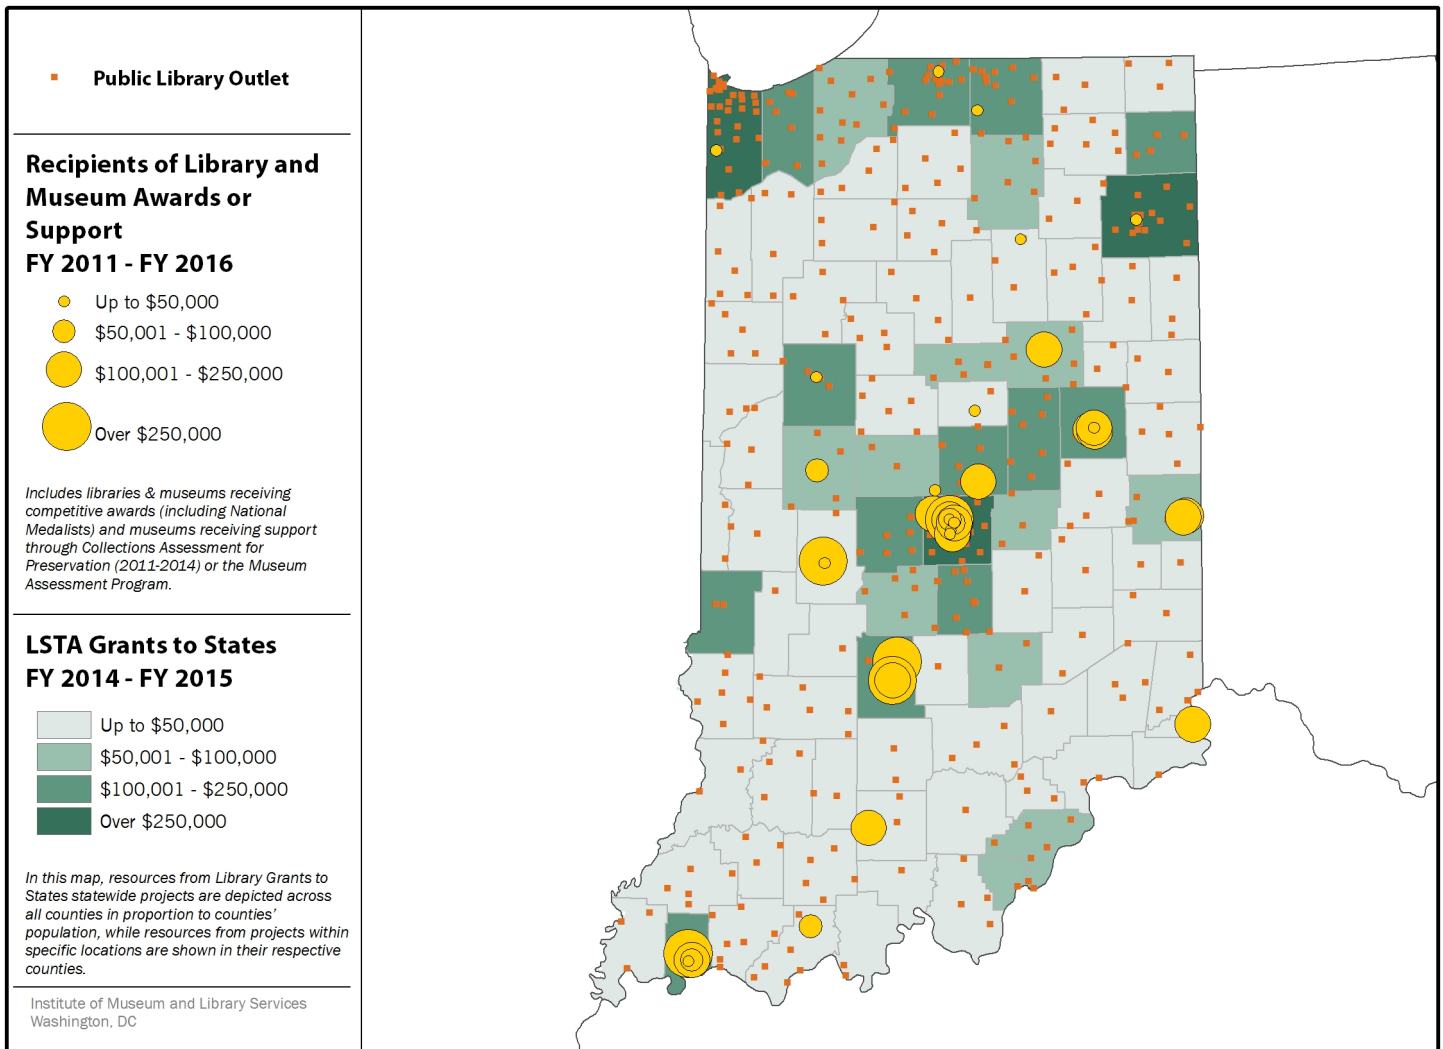 Public Library Outlet
Recipients of Library and
Museum Awards or
Support
FY 2011 - FY 2016
Up to $50,000
$50,001 - $100,000
$100,001 - $250,000
Over $250,000
Includes libraries & museums receiving
competitive awards (including National
Medalists) and museums receiving support
through Collections Assessment for
Preservation (2011-2014) or the Museum
Assessment Program.
LSTA Grants to States
FY 2014 - FY 2015
Up to $50,000
$50,001 - $100,000
$100,001 - $250,000
Over $250,000
In this map, resources from Library Grants to
States statewide projects are depicted across
all counties in proportion to counties’
population, while resources from projects within
specific locations are shown in their respective
counties.
Institute of Museum and Library Services
Washington, DC